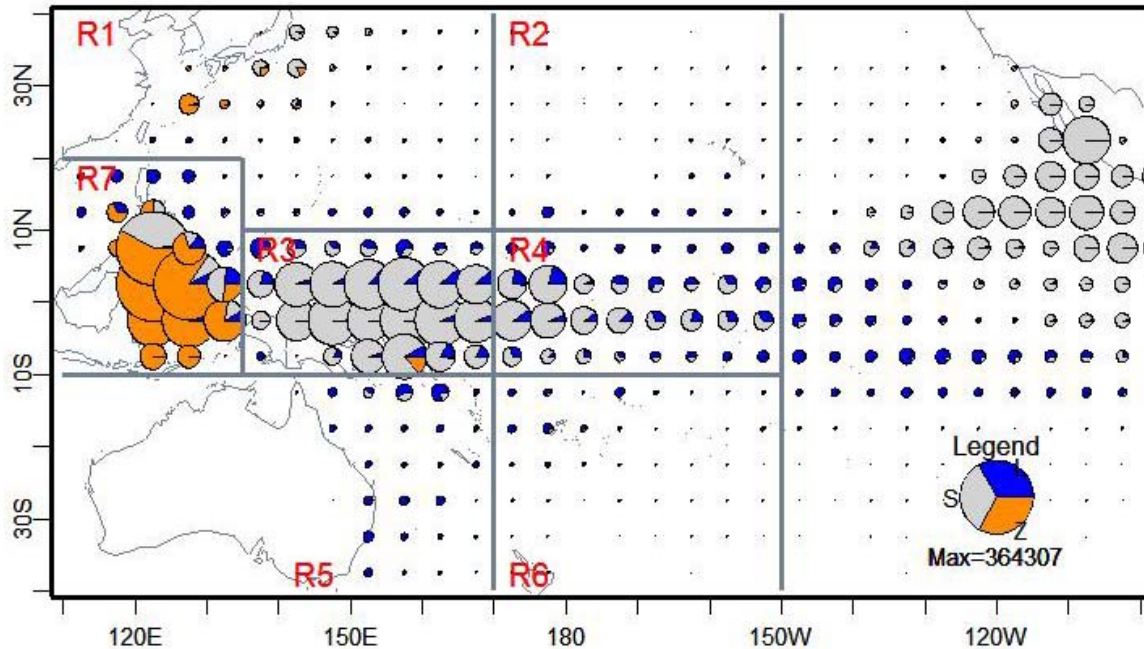 R1
R2
30N
R7
10N
R3
R4
10S
Legend
L
S
Z
30S
Max=364307
R5
R6
120E
150E
180
150W
120W